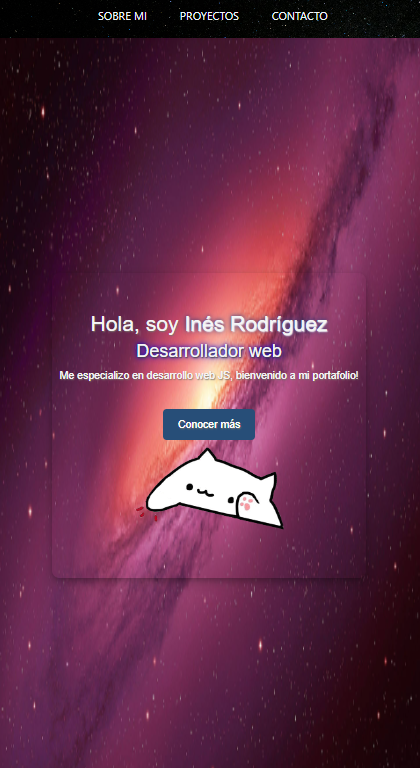 SOBRE MI PROYECTOS CONTACTO
Hola, soy Inés Rodríguez
Desarrollador web
Me especializo en desarrollo web JS, bienvenido a mi portafolio!
Conocer más